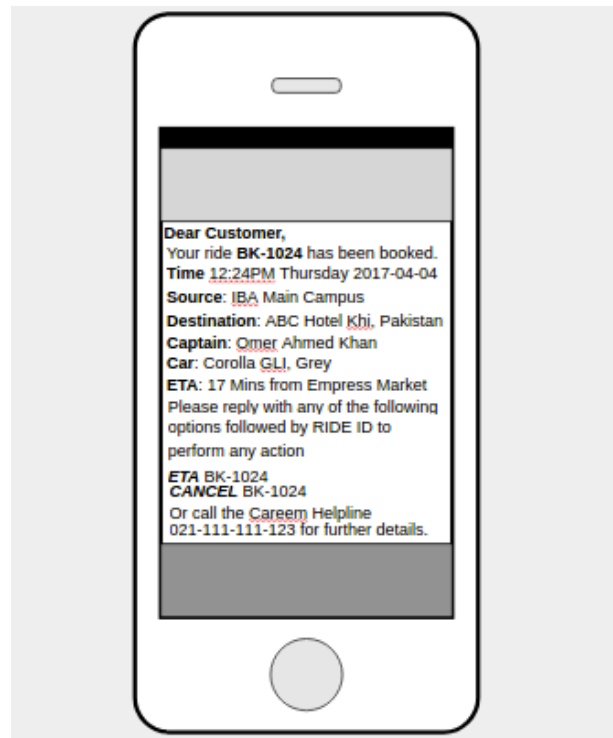 Dear Customer,
Your ride BK-1024 has been booked.
Time 12:24PM Thursday 2017-04-04
Source: IBA Main Campus
Destination: ABC Hotel Khi, Pakistan
Captain: Omer Ahmed Khan
Car: Corolla GLI, Grey
ETA: 17 Mins from Empress Market
Please reply with any of the following
options followed by RIDE ID to
perform any action
ETA BK-1024
CANCEL BK-1024
Or call the Careem Helpline
021-111-111-123 for further details.